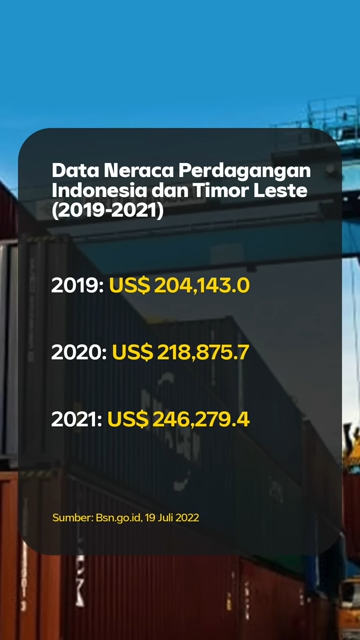 Data Neraca Perdagangan
Indonesia dan Timor Leste
(2019-2021)
2019: US$ 204,143.0
2020: US$ 218,875.7
2021: US$ 246,279.4
Sumber: Bsn.go.id, 19 Juli 2022